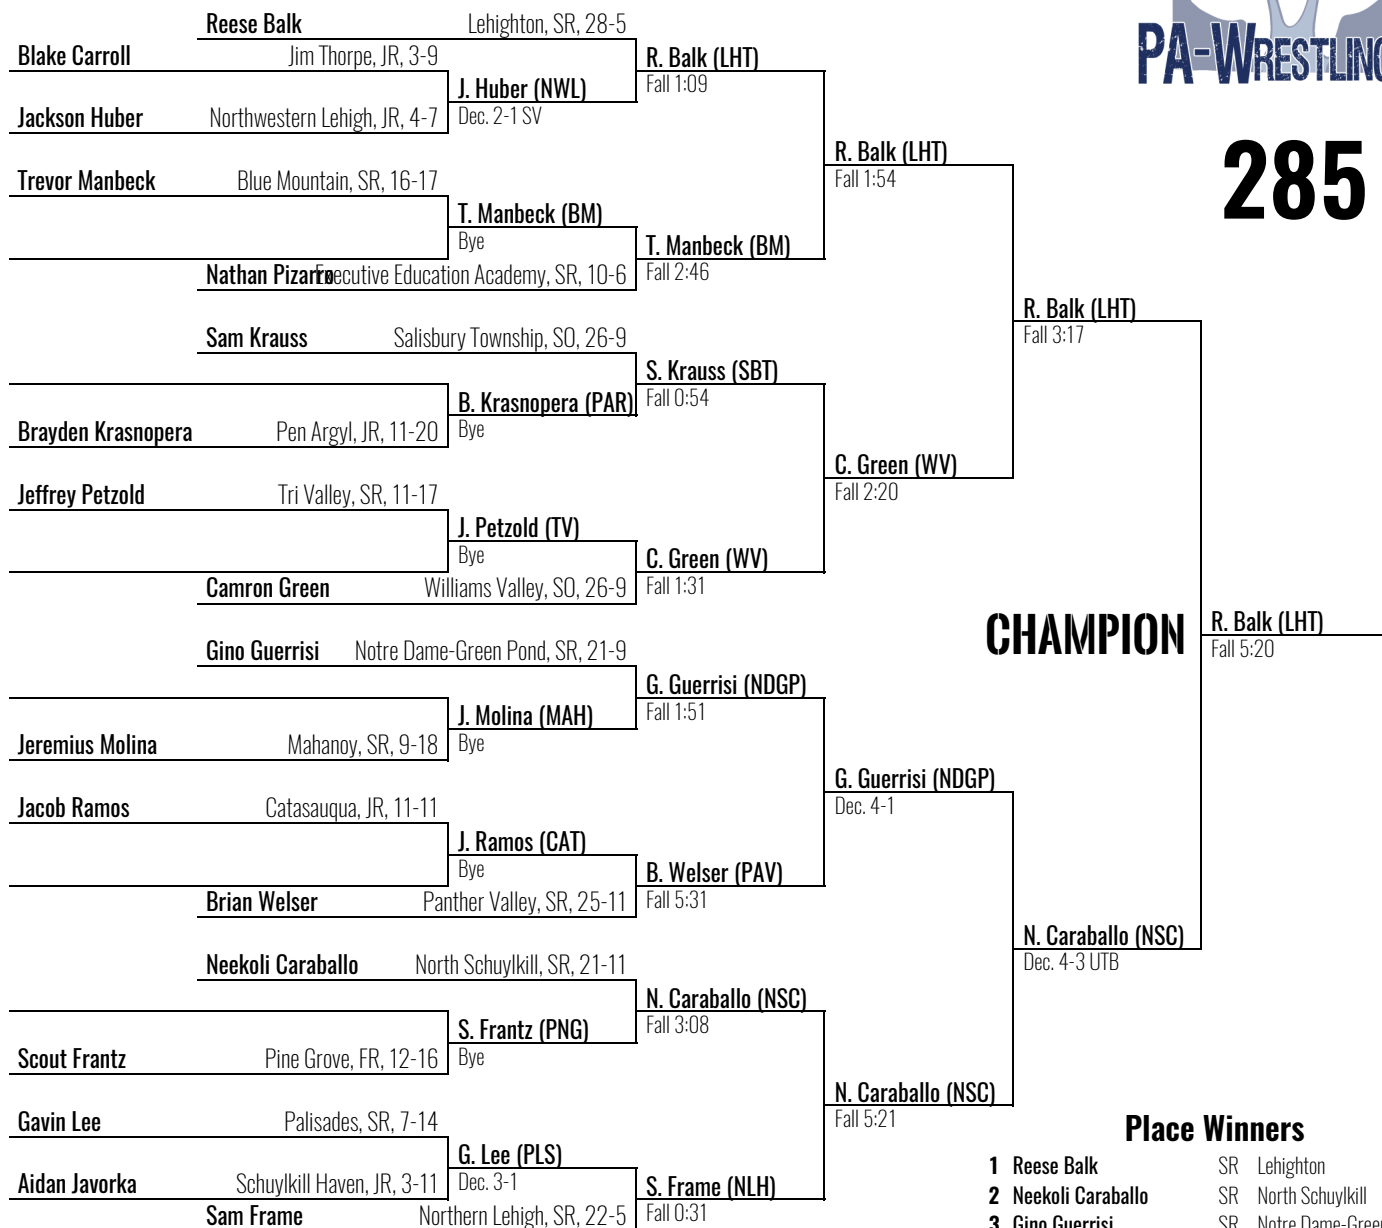 Reese Balk Lehighton, SR, 28-5
Blake Carroll Jim Thorpe, JR, 3-9
R. Balk (LHT)
Fall 1:09
PA-WRESTLING
J. Huber (NWL)
Dec. 2-1 SV
Jackson Huber Northwestern Lehigh, JR, 4-7
R. Balk (LHT)
Fall 1:54
285
Trevor Manbeck Blue Mountain, SR, 16-17
T. Manbeck (BM)
Bye
T. Manbeck (BM)
Fall 2:46
Nathan Pizarro Executive Education Academy, SR, 10-6
R. Balk (LHT)
Fall 3:17
Sam Krauss Salisbury Township, SO, 26-9
S. Krauss (SBT)
Fall 0:54
B. Krasnopera (PAR)
Bye
Brayden Krasnopera Pen Argyl, JR, 11-20
C. Green (WV)
Fall 2:20
Jeffrey Petzold Tri Valley, SR, 11-17
J. Petzold (TV)
Bye
C. Green (WV)
Fall 1:31
Camron Green Williams Valley, SO, 26-9
CHAMPION
R. Balk (LHT)
Fall 5:20
Gino Guerrisi Notre Dame-Green Pond, SR, 21-9
G. Guerrisi (NDGP)
Fall 1:51
J. Molina (MAH)
Bye
Jeremius Molina Mahanoy, SR, 9-18
G. Guerrisi (NDGP)
Dec. 4-1
Jacob Ramos Catasauqua, JR, 11-11
J. Ramos (CAT)
Bye
B. Welser (PAV)
Fall 5:31
Brian Welser Panther Valley, SR, 25-11
N. Caraballo (NSC)
Dec. 4-3 UTB
Neekoli Caraballo North Schuylkill, SR, 21-11
N. Caraballo (NSC)
Fall 3:08
S. Frantz (PNG)
Bye
Scout Frantz Pine Grove, FR, 12-16
N. Caraballo (NSC)
Fall 5:21
Gavin Lee Palisades, SR, 7-14
G. Lee (PLS)
Dec. 3-1
Aidan Javorka Schuylkill Haven, JR, 3-11
S. Frame (NLH)
Fall 0:31
Sam Frame Northern Lehigh, SR, 22-5
Place Winners
1 Reese Balk SR Lehighton
2 Neekoli Caraballo SR North Schuylkill
3 Gino Guerrisi SR Notre Dame-Gree